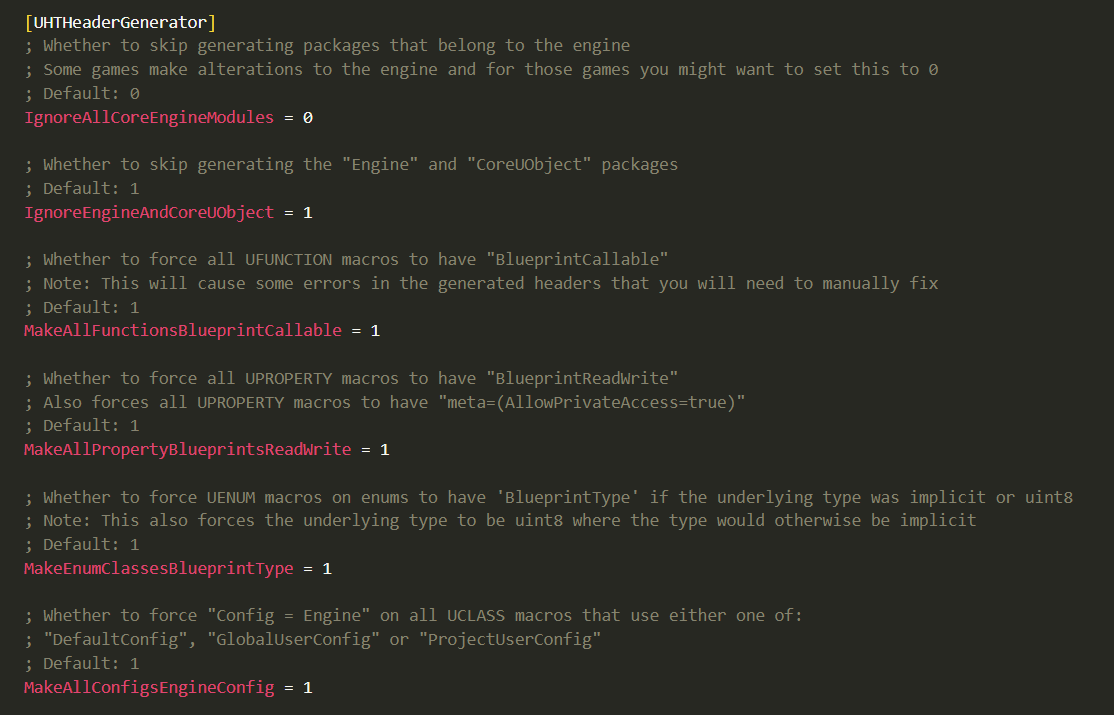 [UHTHeaderGenerator]
; Whether to skip generating packages that belong to the engine
; Some games make alterations to the engine and for those games you might want to set this to 0
; Default: 0
IgnoreAllCoreEngineModules = 0
; Whether to skip generating the "Engine" and "CoreUObject" packages
; Default: 1
IgnoreEngineAndCoreUObject = 1
; Whether to force all UFUNCTION macros to have "BlueprintCallable"
; Note: This will cause some errors in the generated headers that you will need to manually fix
; Default: 1
MakeAllFunctionsBlueprintCallable = 1
; Whether to force all UPROPERTY macros to have "BlueprintReadWrite"
; Also forces all UPROPERTY macros to have "meta=(AllowPrivateAccess=true)"
; Default: 1
MakeAllPropertyBlueprintsReadWrite = 1
; Whether to force UENUM macros on enums to have 'BlueprintType' if the underlying type was implicit or uint8
; Note: This also forces the underlying type to be uint8 where the type would otherwise be implicit
; Default: 1
MakeEnumClassesBlueprintType = 1
; Whether to force "Config = Engine" on all UCLASS macros that use either one of:
; "DefaultConfig", "GlobalUserConfig" or "ProjectUserConfig"
; Default: 1
MakeAllConfigsEngineConfig = 1